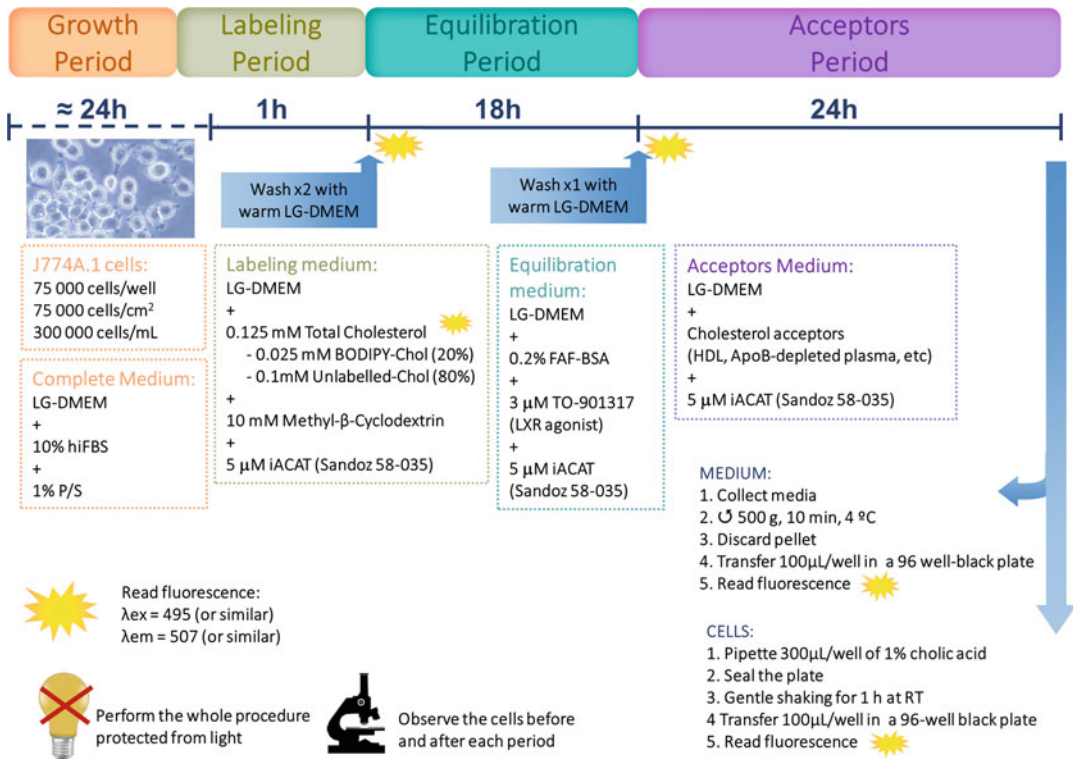 Growth
Period
Labeling
Period
Equilibration
Period
Acceptors
Period
≈ 24h
1h
18h
24h
Wash x2 with
warm LG-DMEM
Wash x1 with
warm LG-DMEM
J774A.1 cells:
75 000 cells/well
75 000 cells/cm²
300 000 cells/mL
Complete Medium:
LG-DMEM
+
10% hiFBS
+
1% P/S
Labeling medium:
LG-DMEM
+
0.125 mM Total Cholesterol
- 0.025 mM BODIPY-Chol (20%)
- 0.1mM Unlabelled-Chol (80%)
+
10 mM Methyl-β-Cyclodextrin
+
5 μM iACAT (Sandoz 58-035)
Equilibration
medium:
LG-DMEM
+
0.2% FAF-BSA
+
3 μM TO-901317
(LXR agonist)
+
5 μM iACAT
(Sandoz 58-035)
Acceptors Medium:
LG-DMEM
+
Cholesterol acceptors
(HDL, ApoB-depleted plasma, etc)
+
5 μM iACAT (Sandoz 58-035)
MEDIUM:
1. Collect media
2. ↺ 500 g, 10 min, 4 ºC
3. Discard pellet
4. Transfer 100μL/well in a 96 well-black plate
5. Read fluorescence
CELLS:
1. Pipette 300μL/well of 1% cholic acid
2. Seal the plate
3. Gentle shaking for 1 h at RT
4 Transfer 100μL/well in a 96-well black plate
5. Read fluorescence
Read fluorescence:
λex = 495 (or similar)
λem = 507 (or similar)
Perform the whole procedure
protected from light
Observe the cells before
and after each period